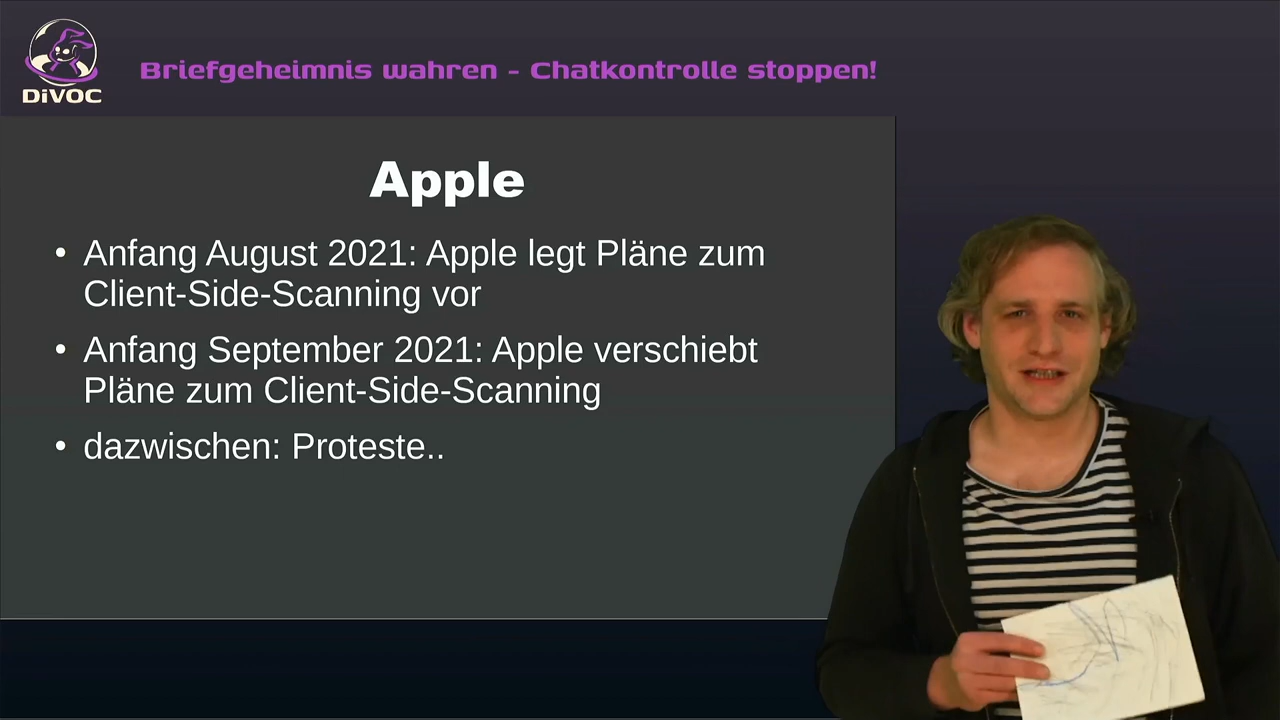 Briefgeheimnis wahren - Chatkontrolle stoppen!
DiVOC
Apple
• Anfang August 2021: Apple legt Pläne zum
Client-Side-Scanning vor
• Anfang September 2021: Apple verschiebt
Pläne zum Client-Side-Scanning
• dazwischen: Proteste..